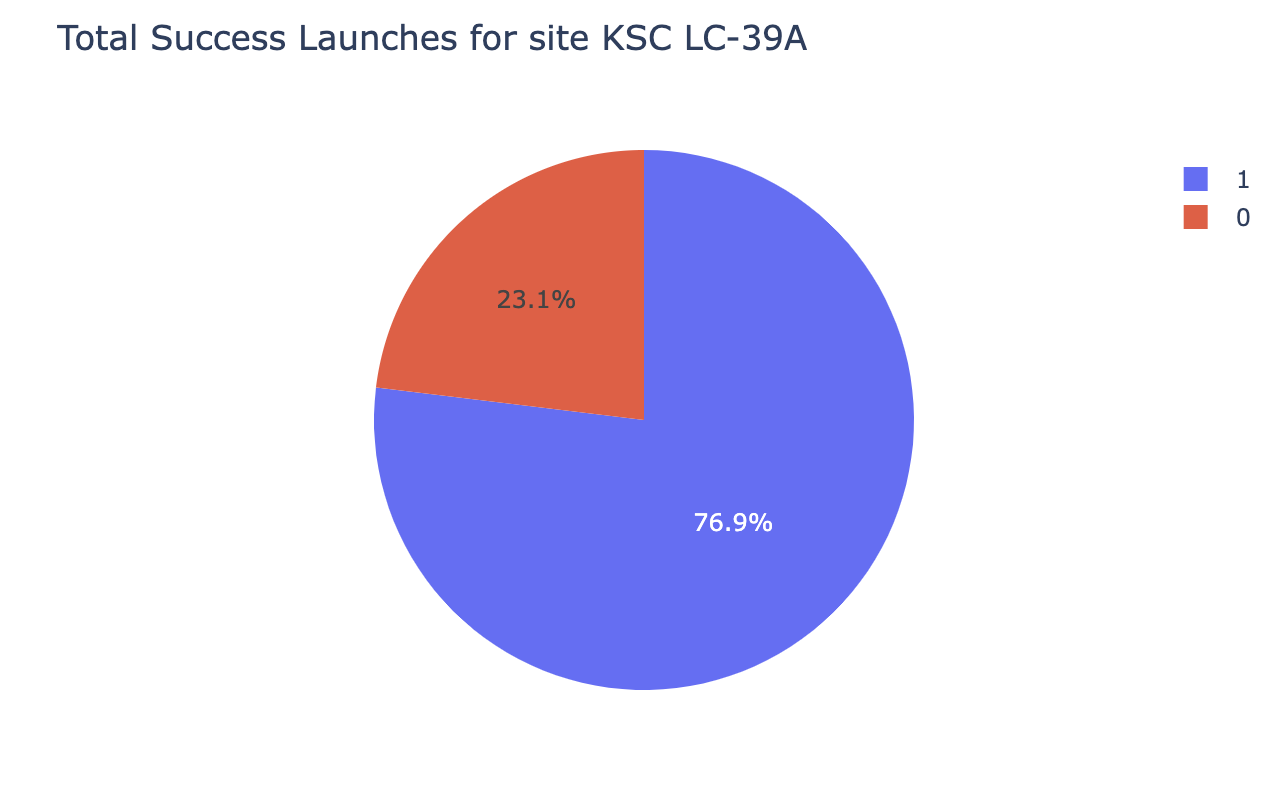 Total Success Launches for site KSC LC-39A
1
0
23.1%
76.9%